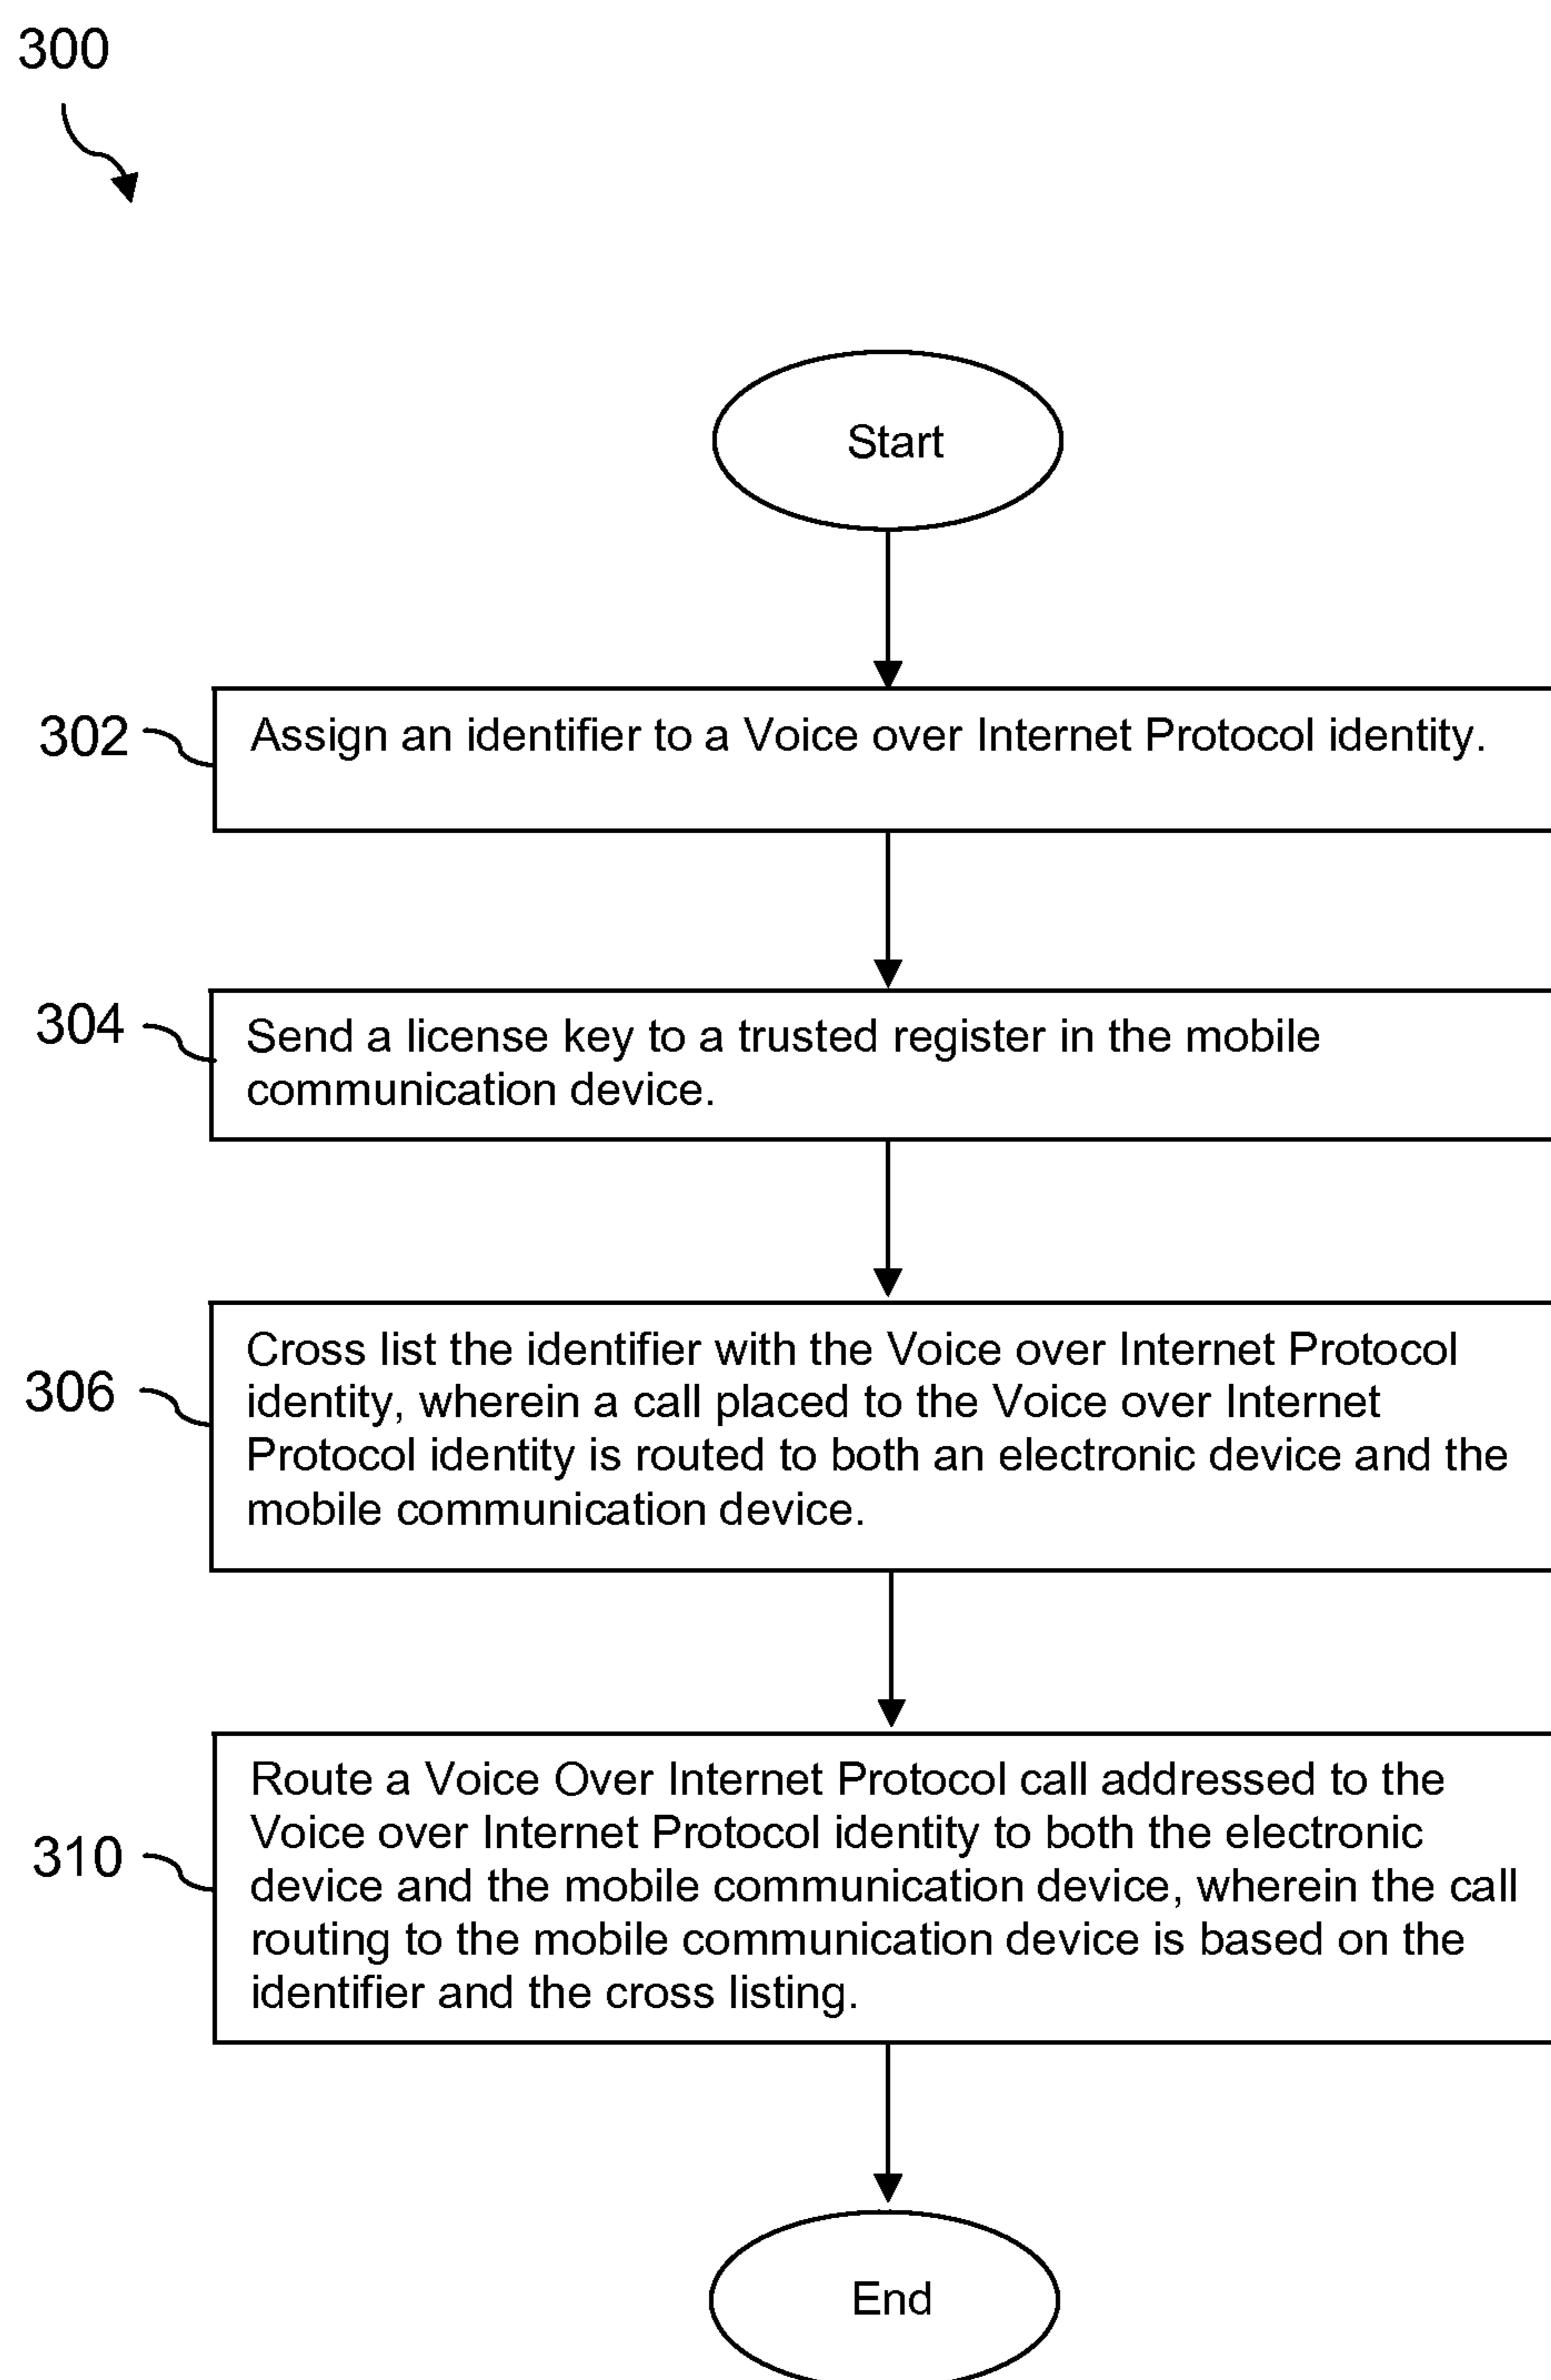 300
Start
302
Assign an identifier to a Voice over Internet Protocol identity.
304
Send a license key to a trusted register in the mobile
communication device.
306
Cross list the identifier with the Voice over Internet Protocol
identity, wherein a call placed to the Voice over Internet
Protocol identity is routed to both an electronic device and the
mobile communication device.
310
Route a Voice Over Internet Protocol call addressed to the
Voice over Internet Protocol identity to both the electronic
device and the mobile communication device, wherein the call
routing to the mobile communication device is based on the
identifier and the cross listing.
End